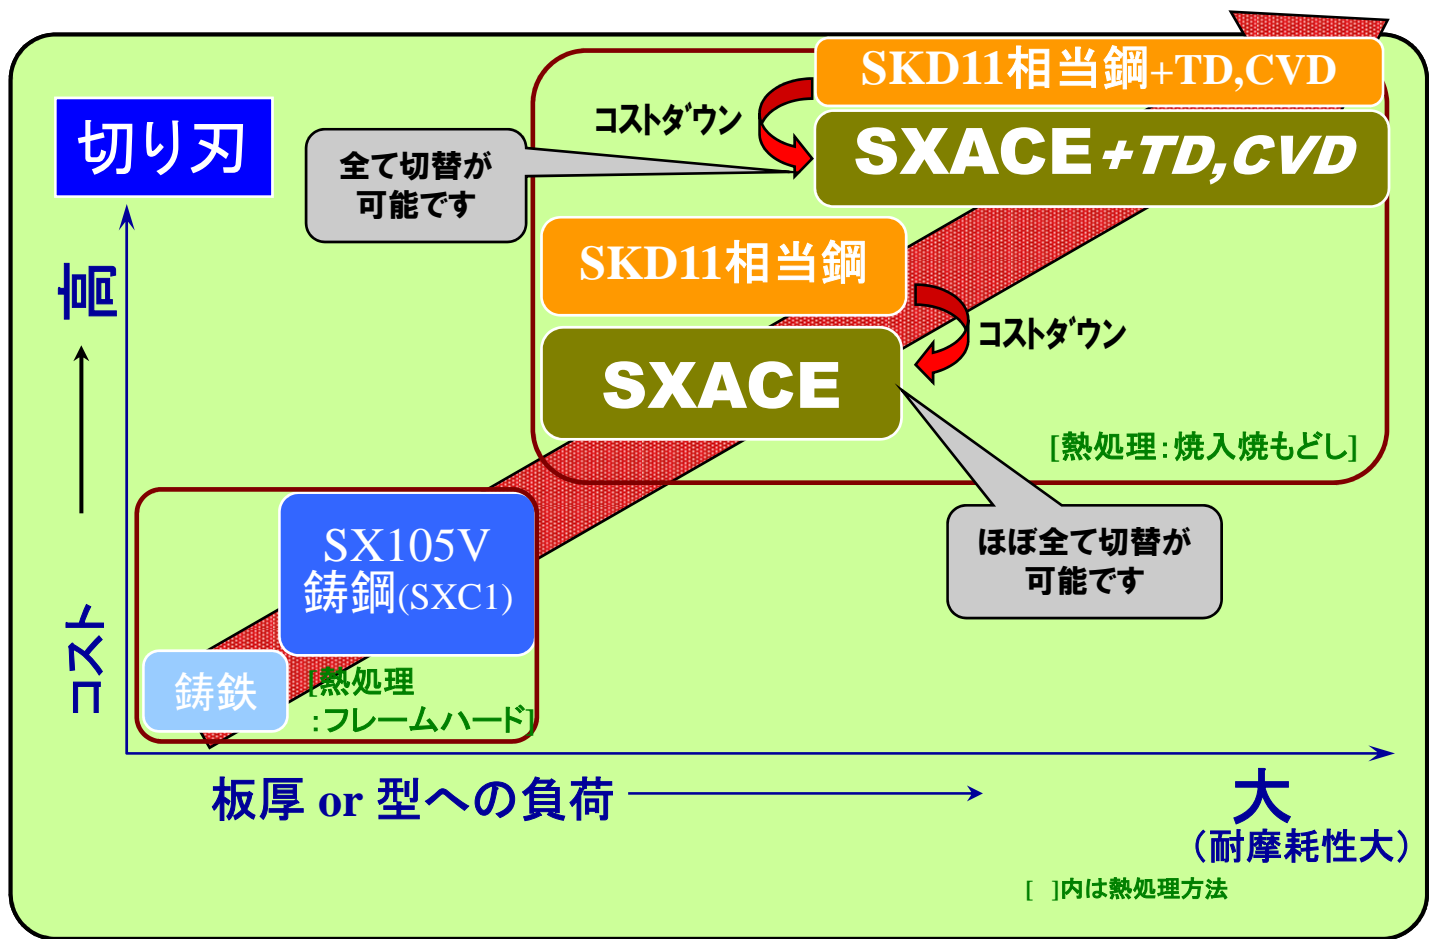 SKD11相当鋼+TD,CVD
コストダウン
SXACE+TD,CVD
切り刃
全て切替が
可能です
SKD11相当鋼
高
コストダウン
SXACE
[熱処理：焼入焼もどし]
SX105V
鋳鋼(SXC1)
ほぼ全て切替が
可能です
コスト
鋳鉄
[熱処理
：フレームハード]
板厚 or 型への負荷
大
（耐摩耗性大）
[　]内は熱処理方法